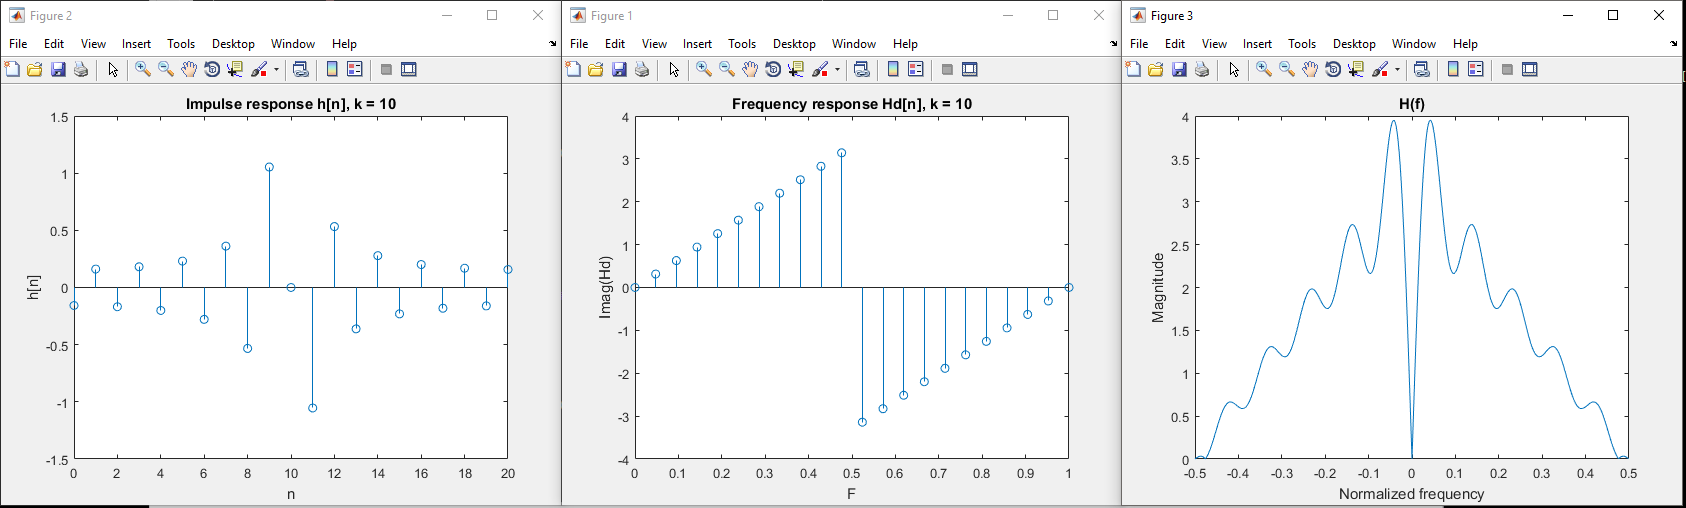 Figure 2
File Edit View Insert Tools Desktop Window Help
Impulse response h[n], k = 10
1.5
1
0.5
0
-0.5
-1
-1.5
h[n]
0 2 4 6 8 10 12 14 16 18 20
n
Figure 1
File Edit View Insert Tools Desktop Window Help
Frequency response Hd[n], k = 10
4
3
2
1
0
-1
-2
-3
-4
Imag(Hd)
0 0.1 0.2 0.3 0.4 0.5 0.6 0.7 0.8 0.9 1
F
Figure 3
File Edit View Insert Tools Desktop Window Help
H(f)
4
3.5
3
2.5
2
1.5
1
0.5
0
Magnitude
-0.5 -0.4 -0.3 -0.2 -0.1 0 0.1 0.2 0.3 0.4 0.5
Normalized frequency